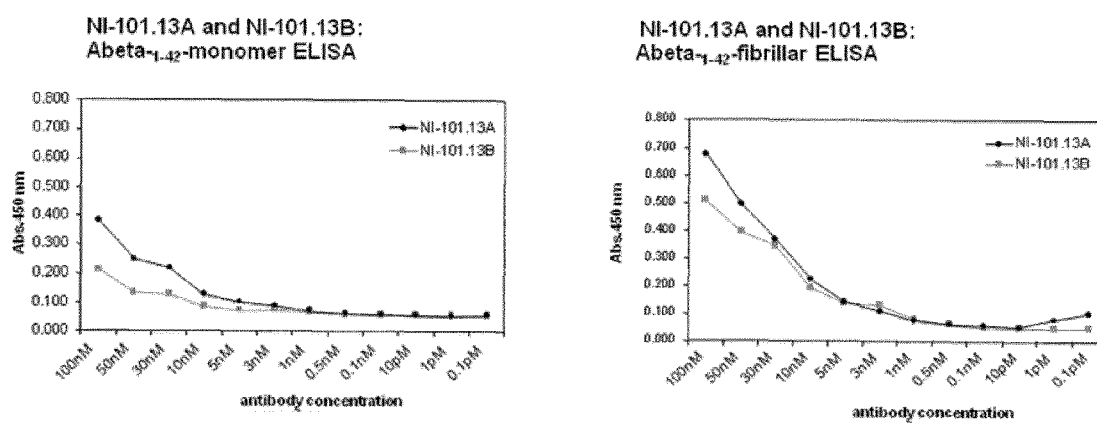 NI-101.13A and NI-101.13B:
Abeta-1-42-monomer ELISA
0.800
0.700
0.600
0.500
0.400
0.300
0.200
0.100
0.000
Abs.450 nm
NI-101.13A
NI-101.13B
100nM
50nM
30nM
10nM
5nM
3nM
1nM
0.5nM
0.1nM
10pM
1pM
0.1pM
antibody concentration
NI-101.13A and NI-101.13B:
Abeta-1-42-fibrillar ELISA
0.800
0.700
0.600
0.500
0.400
0.300
0.200
0.100
0.000
Abs.450 nm
NI-101.13A
NI-101.13B
100nM
50nM
30nM
10nM
5nM
3nM
1nM
0.5nM
0.1nM
10pM
1pM
0.1pM
antibody concentration